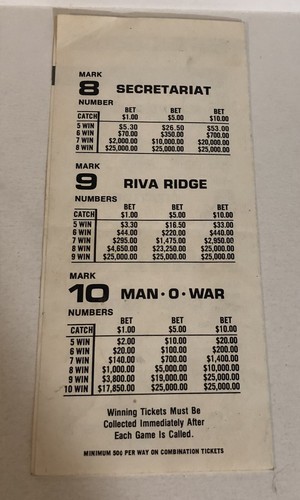 MARK
8 SECRETARIAT
NUMBER
BET BET BET
CATCH $1.00 $5.00 $10.00
5 WIN $5.30 $26.50 $53.00
6 WIN $70.00 $350.00 $700.00
7 WIN $2,000.00 $10,000.00 $20,000.00
8 WIN $25,000.00 $25,000.00 $25,000.00
MARK
9 RIVA RIDGE
NUMBERS
BET BET BET
CATCH $1.00 $5.00 $10.00
5 WIN $3.30 $16.50 $33.00
6 WIN $44.00 $220.00 $440.00
7 WIN $295.00 $1,475.00 $2,950.00
8 WIN $4,650.00 $23,250.00 $25,000.00
9 WIN $25,000.00 $25,000.00 $25,000.00
MARK
10 MAN·O·WAR
NUMBERS
BET BET BET
CATCH $1.00 $5.00 $10.00
5 WIN $2.00 $10.00 $20.00
6 WIN $20.00 $100.00 $200.00
7 WIN $140.00 $700.00 $1,400.00
8 WIN $1,000.00 $5,000.00 $10,000.00
9 WIN $3,800.00 $19,000.00 $25,000.00
10 WIN $17,850.00 $25,000.00 $25,000.00
Winning Tickets Must Be
Collected Immediately After
Each Game Is Called.
MINIMUM 50¢ PER WAY ON COMBINATION TICKETS